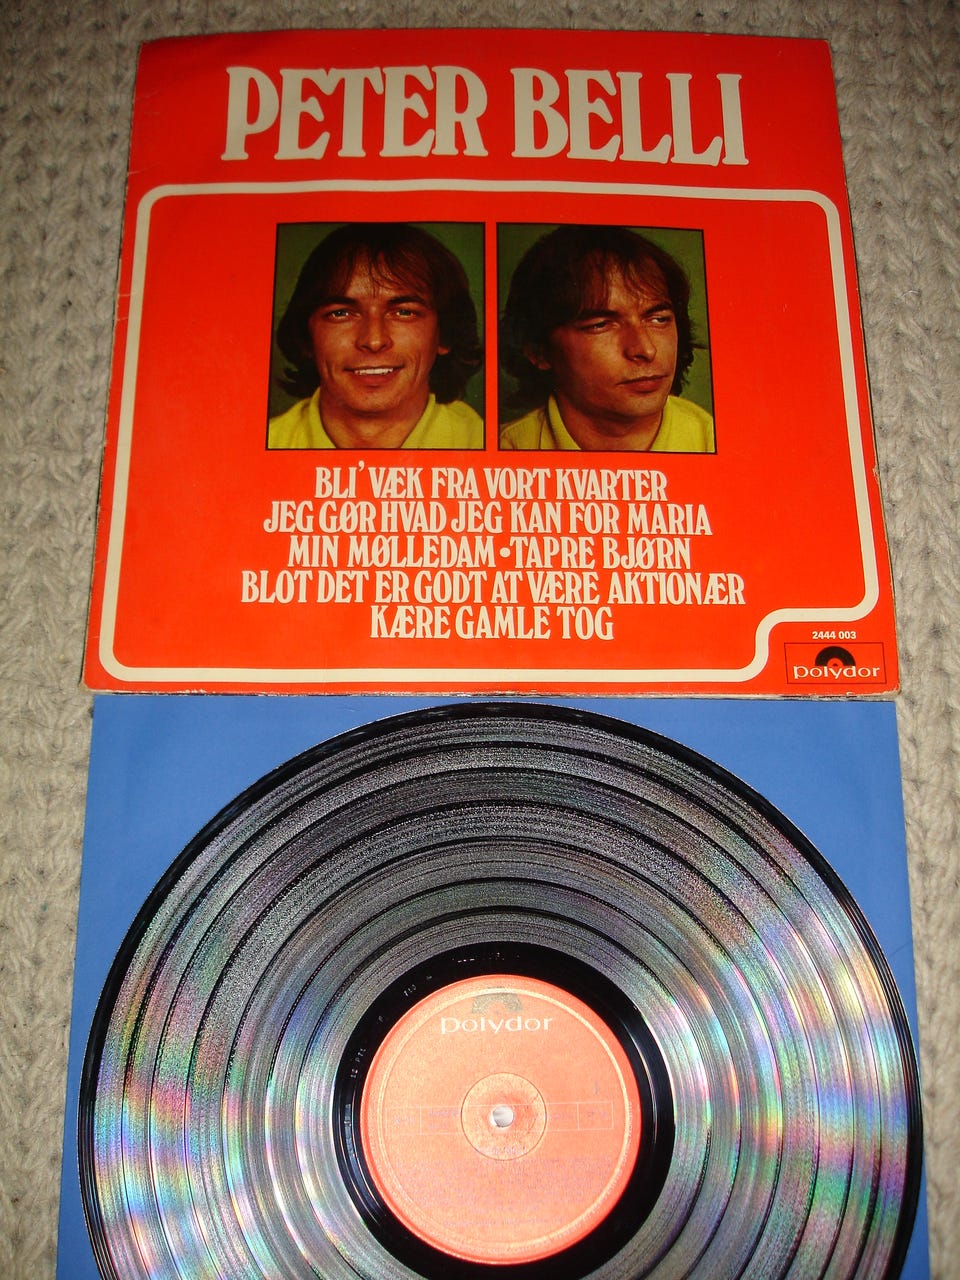 PETER BELLI
BLI' VÆK FRA VORT KVARTER
JEG GØR HVAD JEG KAN FOR MARIA
MIN MØLLEDAM • TAPRE BJØRN
BLOT DET ER GODT AT VÆRE AKTIONÆR
KÆRE GAMLE TOG
2444 003
polydor
polydor